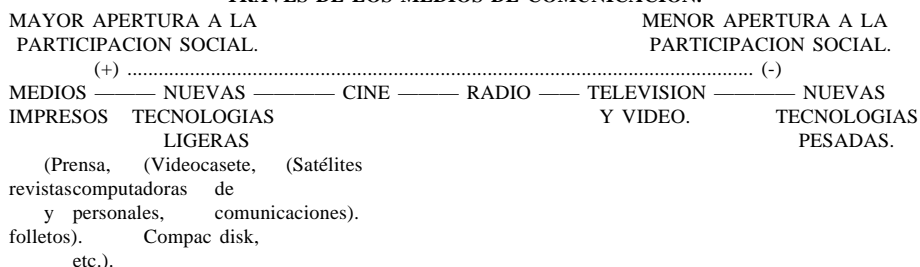 TRAVES DE LOS MEDIOS DE COMUNICACION.
MAYOR APERTURA A LA MENOR APERTURA A LA
PARTICIPACION SOCIAL. PARTICIPACION SOCIAL.
(+) ........................................................................................................................ (-)
MEDIOS ——— NUEVAS ———— CINE ——— RADIO —— TELEVISION ———— NUEVAS
IMPRESOS TECNOLOGIAS Y VIDEO. TECNOLOGIAS
LIGERAS PESADAS.
(Prensa, (Videocasete, (Satélites
revistascomputadoras de
y personales, comunicaciones).
folletos). Compac disk,
etc.).